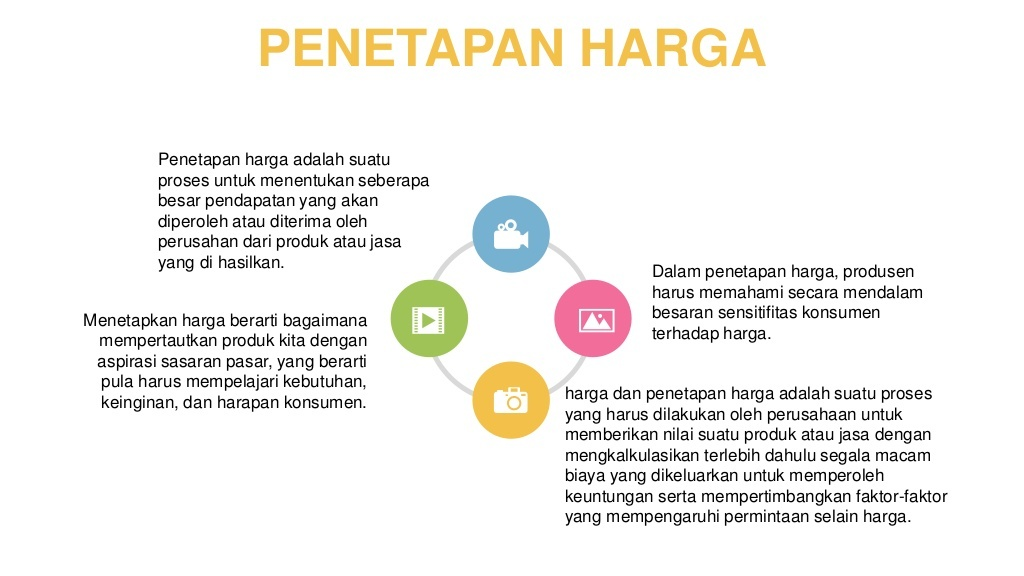 PENETAPAN HARGA
Penetapan harga adalah suatu
proses untuk menentukan seberapa
besar pendapatan yang akan
diperoleh atau diterima oleh
perusahan dari produk atau jasa
yang di hasilkan.
Dalam penetapan harga, produsen
harus memahami secara mendalam
besaran sensitifitas konsumen
terhadap harga.
Menetapkan harga berarti bagaimana
mempertautkan produk kita dengan
aspirasi sasaran pasar, yang berarti
pula harus mempelajari kebutuhan,
keinginan, dan harapan konsumen.
harga dan penetapan harga adalah suatu proses
yang harus dilakukan oleh perusahaan untuk
memberikan nilai suatu produk atau jasa dengan
mengkalkulasikan terlebih dahulu segala macam
biaya yang dikeluarkan untuk memperoleh
keuntungan serta mempertimbangkan faktor-faktor
yang mempengaruhi permintaan selain harga.